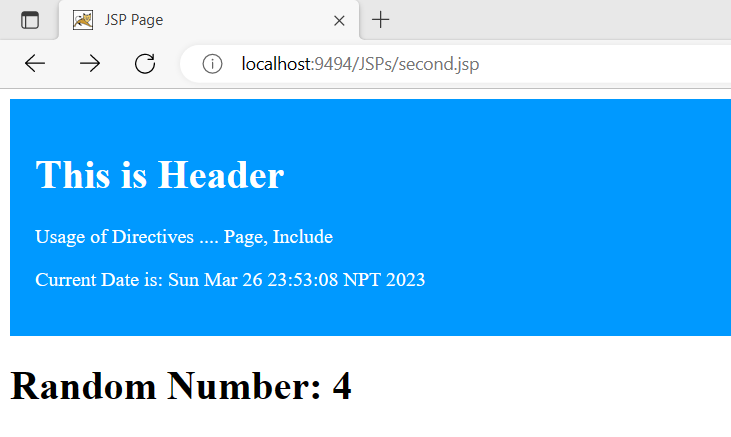 JSP Page
localhost:9494/JSPs/second.jsp
This is Header
Usage of Directives .... Page, Include
Current Date is: Sun Mar 26 23:53:08 NPT 2023
Random Number: 4